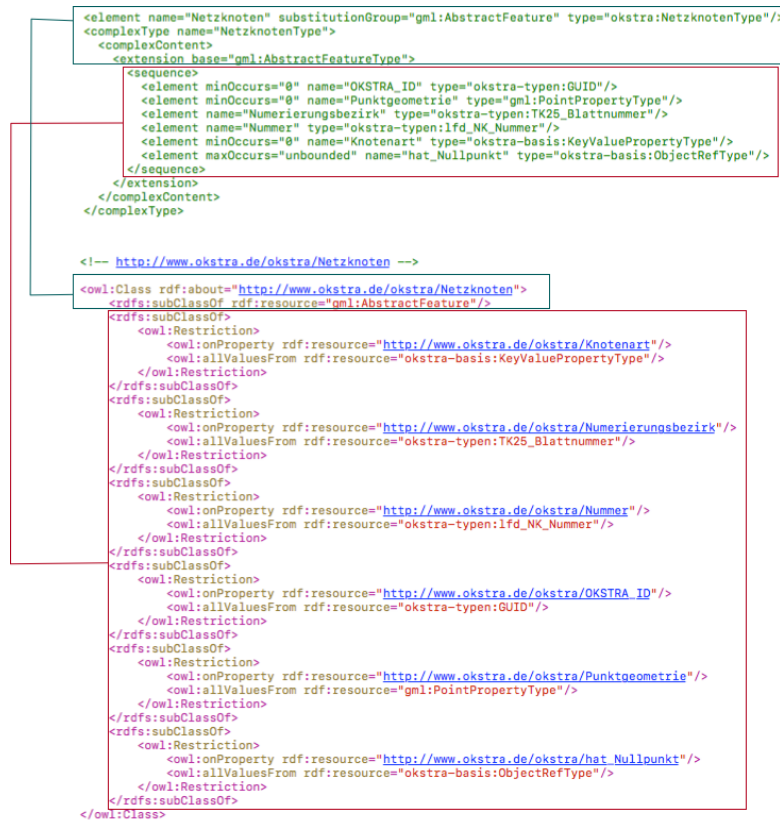 <element name="Netzknoten" substitutionGroup="gml:AbstractFeature" type="okstra:NetzknotenType"/>
<complexType name="NetzknotenType">
<complexContent>
<extension base="gml:AbstractFeatureType">
<sequence>
<element minOccurs="0" name="OKSTRA_ID" type="okstra-typen:GUID"/>
<element minOccurs="0" name="Punktgeometrie" type="gml:PointPropertyType"/>
<element name="Numerierungsbezirk" type="okstra-typen:TK25_Blattnummer"/>
<element name="Nummer" type="okstra-typen:lfd_NK_Nummer"/>
<element minOccurs="0" name="Knotenart" type="okstra-basis:KeyValuePropertyType"/>
<element maxOccurs="unbounded" name="hat_Nullpunkt" type="okstra-basis:ObjectRefType"/>
</sequence>
</extension>
</complexContent>
</complexType>
<!-- http://www.okstra.de/okstra/Netzknoten -->
<owl:Class rdf:about="http://www.okstra.de/okstra/Netzknoten">
<rdfs:subClassOf rdf:resource="gml:AbstractFeature"/>
<rdfs:subClassOf>
<owl:Restriction>
<owl:onProperty rdf:resource="http://www.okstra.de/okstra/Knotenart"/>
<owl:allValuesFrom rdf:resource="okstra-basis:KeyValuePropertyType"/>
</owl:Restriction>
</rdfs:subClassOf>
<rdfs:subClassOf>
<owl:Restriction>
<owl:onProperty rdf:resource="http://www.okstra.de/okstra/Numerierungsbezirk"/>
<owl:allValuesFrom rdf:resource="okstra-typen:TK25_Blattnummer"/>
</owl:Restriction>
</rdfs:subClassOf>
<rdfs:subClassOf>
<owl:Restriction>
<owl:onProperty rdf:resource="http://www.okstra.de/okstra/Nummer"/>
<owl:allValuesFrom rdf:resource="okstra-typen:lfd_NK_Nummer"/>
</owl:Restriction>
</rdfs:subClassOf>
<rdfs:subClassOf>
<owl:Restriction>
<owl:onProperty rdf:resource="http://www.okstra.de/okstra/OKSTRA_ID"/>
<owl:allValuesFrom rdf:resource="okstra-typen:GUID"/>
</owl:Restriction>
</rdfs:subClassOf>
<rdfs:subClassOf>
<owl:Restriction>
<owl:onProperty rdf:resource="http://www.okstra.de/okstra/Punktgeometrie"/>
<owl:allValuesFrom rdf:resource="gml:PointPropertyType"/>
</owl:Restriction>
</rdfs:subClassOf>
<rdfs:subClassOf>
<owl:Restriction>
<owl:onProperty rdf:resource="http://www.okstra.de/okstra/hat_Nullpunkt"/>
<owl:allValuesFrom rdf:resource="okstra-basis:ObjectRefType"/>
</owl:Restriction>
</rdfs:subClassOf>
</owl:Class>